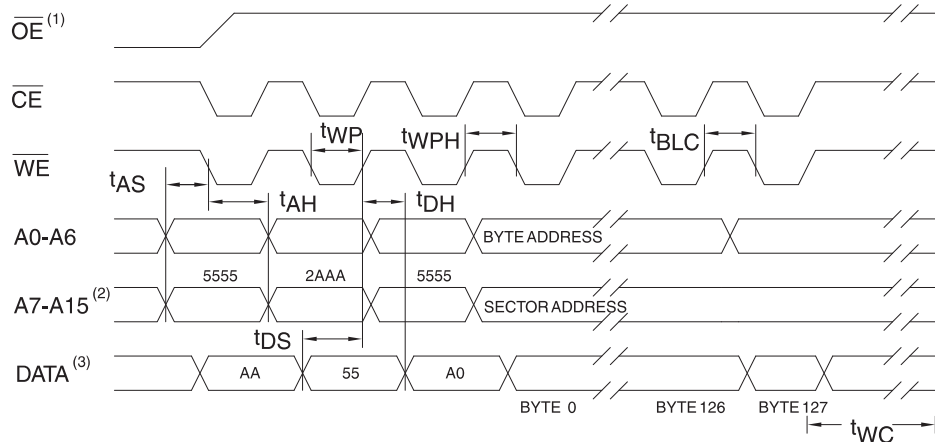 OE (1)
CE
tWP tWPH tBLC
WE
tAS tAH tDH
A0-A6 BYTE ADDRESS
5555 2AAA 5555
A7-A15 (2) SECTOR ADDRESS
tDS
DATA (3) AA 55 A0
BYTE 0 BYTE 126 BYTE 127
tWC